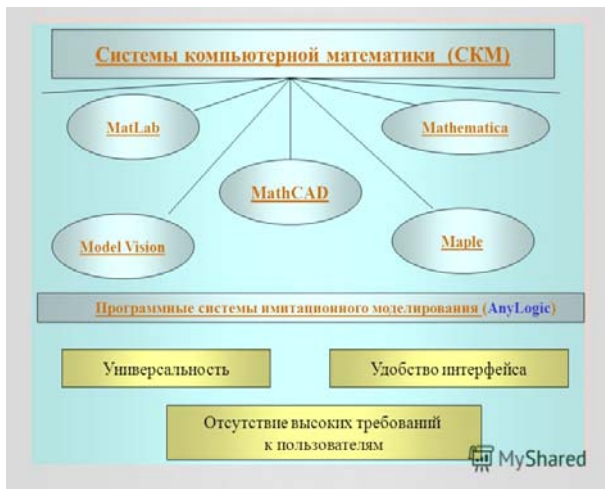 Системы компьютерной математики (СКМ)
MatLab
Mathematica
MathCAD
Model Vision
Maple
Программные системы имитационного моделирования (AnyLogic)
Универсальность
Удобство интерфейса
Отсутствие высоких требований
к пользователям
MyShared